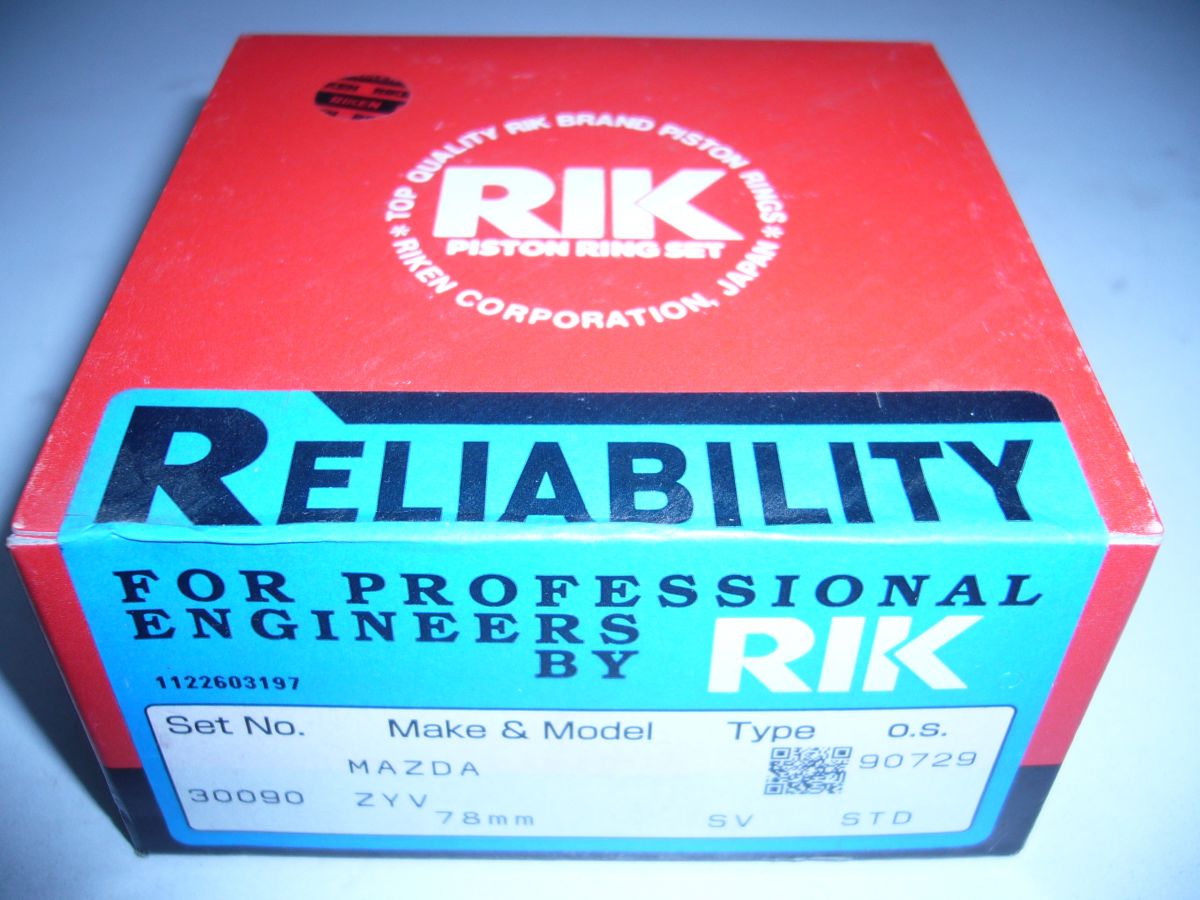 RIKEN
TOP QUALITY RIK BRAND PISTON RINGS
RIK
PISTON RING SET
* RIKEN CORPORATION, JAPAN *
RELIABILITY
FOR PROFESSIONAL
ENGINEERS
BY RIK
1122603197
Set No. Make & Model Type o.s.
MAZDA 90729
30090 ZYV
78mm SV STD